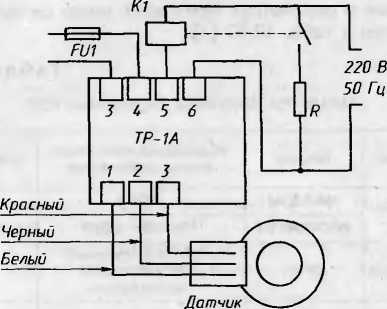 K1
FU1
3 4 5 6
220 В
50 Гц
R
ТР-1А
1 2 3
Красный
Черный
Белый
Датчик